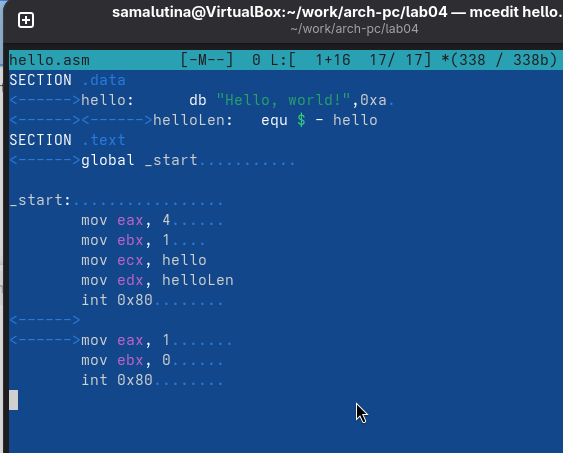 samalutina@VirtualBox:~/work/arch-pc/lab04 — mcedit hello.
~/work/arch-pc/lab04
hello.asm [-M--] 0 L:[ 1+16 17/ 17] *(338 / 338b)
SECTION .data
<------>hello:      db "Hello, world!",0xa.
<------><------>helloLen:   equ $ - hello
SECTION .text
<------>global _start...........
_start:.................
        mov eax, 4.....
        mov ebx, 1....
        mov ecx, hello
        mov edx, helloLen
        int 0x80........
<------>
<------>mov eax, 1.......
        mov ebx, 0......
        int 0x80........